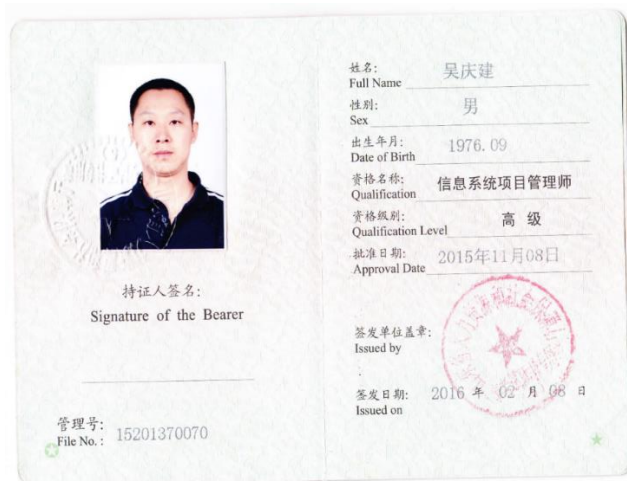 持证人签名:
Signature of the Bearer
管理号:
File No.: 15201370070
姓名: 吴庆建
Full Name
性别: 男
Sex
出生年月: 1976.09
Date of Birth
资格名称: 信息系统项目管理师
Qualification
资格级别: 高 级
Qualification Level
批准日期: 2015年11月08日
Approval Date
签发单位盖章:
Issued by
签发日期: 2016 年 02 月 08 日
Issued on